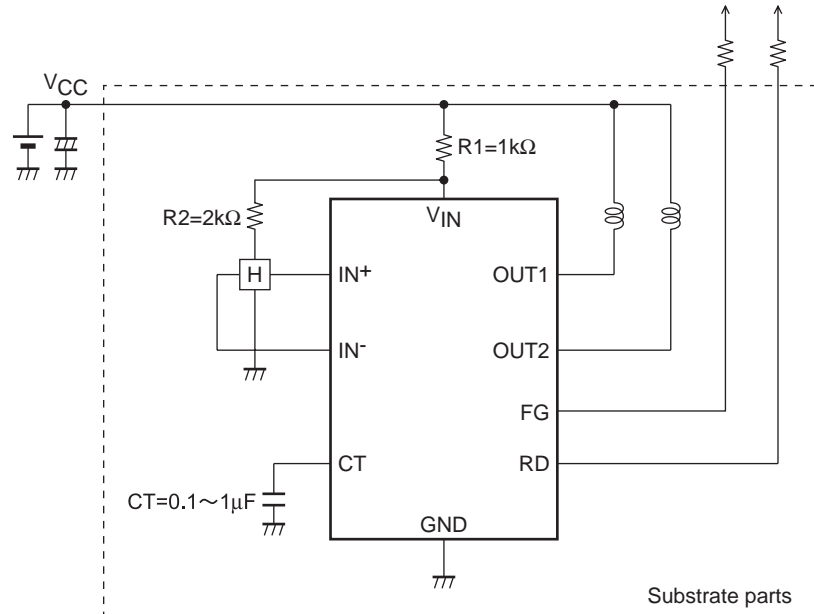 VCC
R1=1kΩ
R2=2kΩ
VIN
H
IN+
OUT1
IN-
OUT2
FG
CT
RD
CT=0.1～1μF
GND
Substrate parts